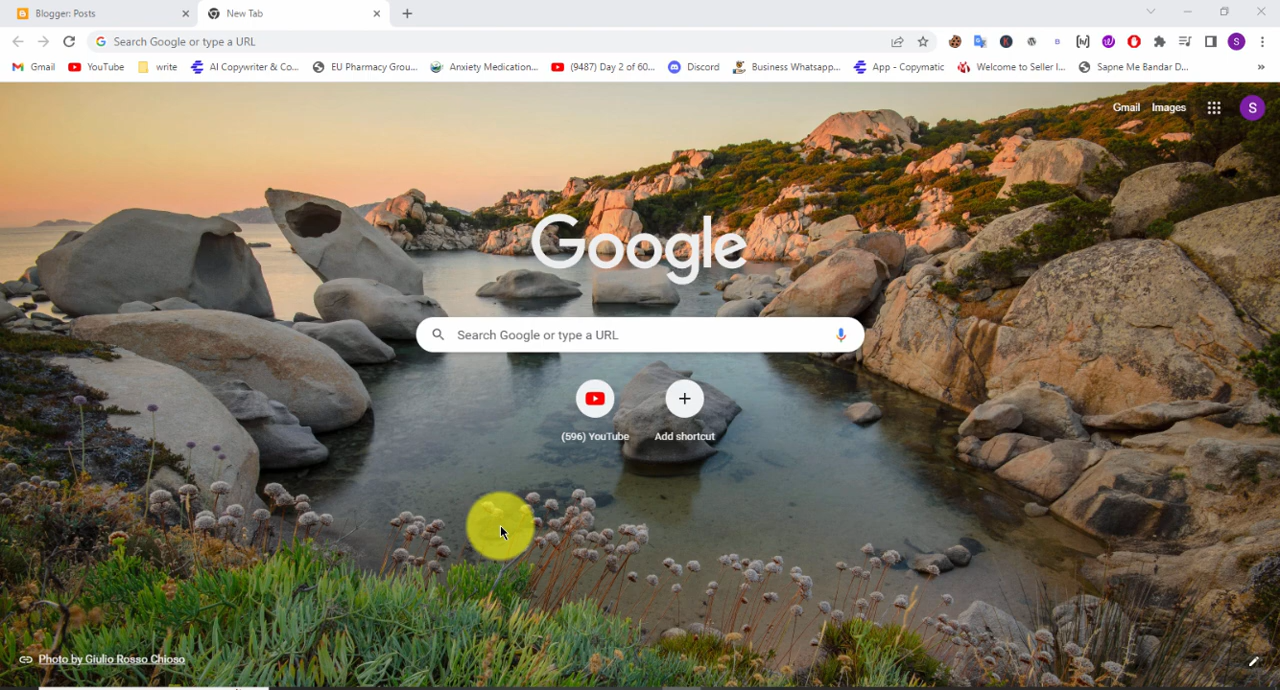 Blogger: Posts
New Tab
Search Google or type a URL
S
Gmail
YouTube
write
AI Copywriter & Co...
EU Pharmacy Grou...
Anxiety Medication...
(9487) Day 2 of 60...
Discord
Business Whatsapp...
App - Copymatic
Welcome to Seller I...
Sapne Me Bandar D...
»
Gmail
Images
S
Google
Search Google or type a URL
(596) YouTube
Add shortcut
Photo by Giulio Rosso Chioso